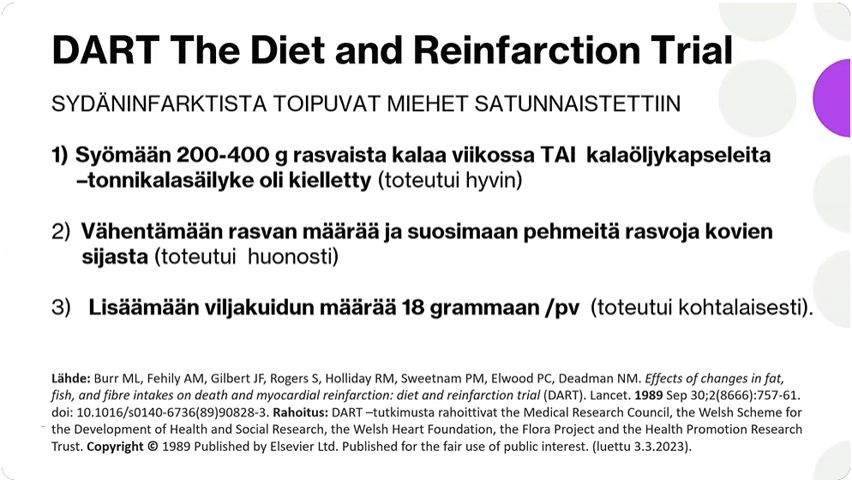 DART The Diet and Reinfarction Trial
SYDÄNINFARKTISTA TOIPUVAT MIEHET SATUNNAISTETTIIN
1) Syömään 200-400 g rasvaista kalaa viikossa TAI kalaöljykapseleita
–tonnikalasäilyke oli kielletty (toteutui hyvin)
2) Vähentämään rasvan määrää ja suosimaan pehmeitä rasvoja kovien
sijasta (toteutui huonosti)
3) Lisäämään viljakuidun määrää 18 grammaan /pv (toteutui kohtalaisesti).
Lähde: Burr ML, Fehily AM, Gilbert JF, Rogers S, Holliday RM, Sweetnam PM, Elwood PC, Deadman NM. Effects of changes in fat,
fish, and fibre intakes on death and myocardial reinfarction: diet and reinfarction trial (DART). Lancet. 1989 Sep 30;2(8666):757-61.
doi: 10.1016/s0140-6736(89)90828-3. Rahoitus: DART –tutkimusta rahoittivat the Medical Research Council, the Welsh Scheme for
the Development of Health and Social Research, the Welsh Heart Foundation, the Flora Project and the Health Promotion Research
Trust. Copyright © 1989 Published by Elsevier Ltd. Published for the fair use of public interest. (luettu 3.3.2023).